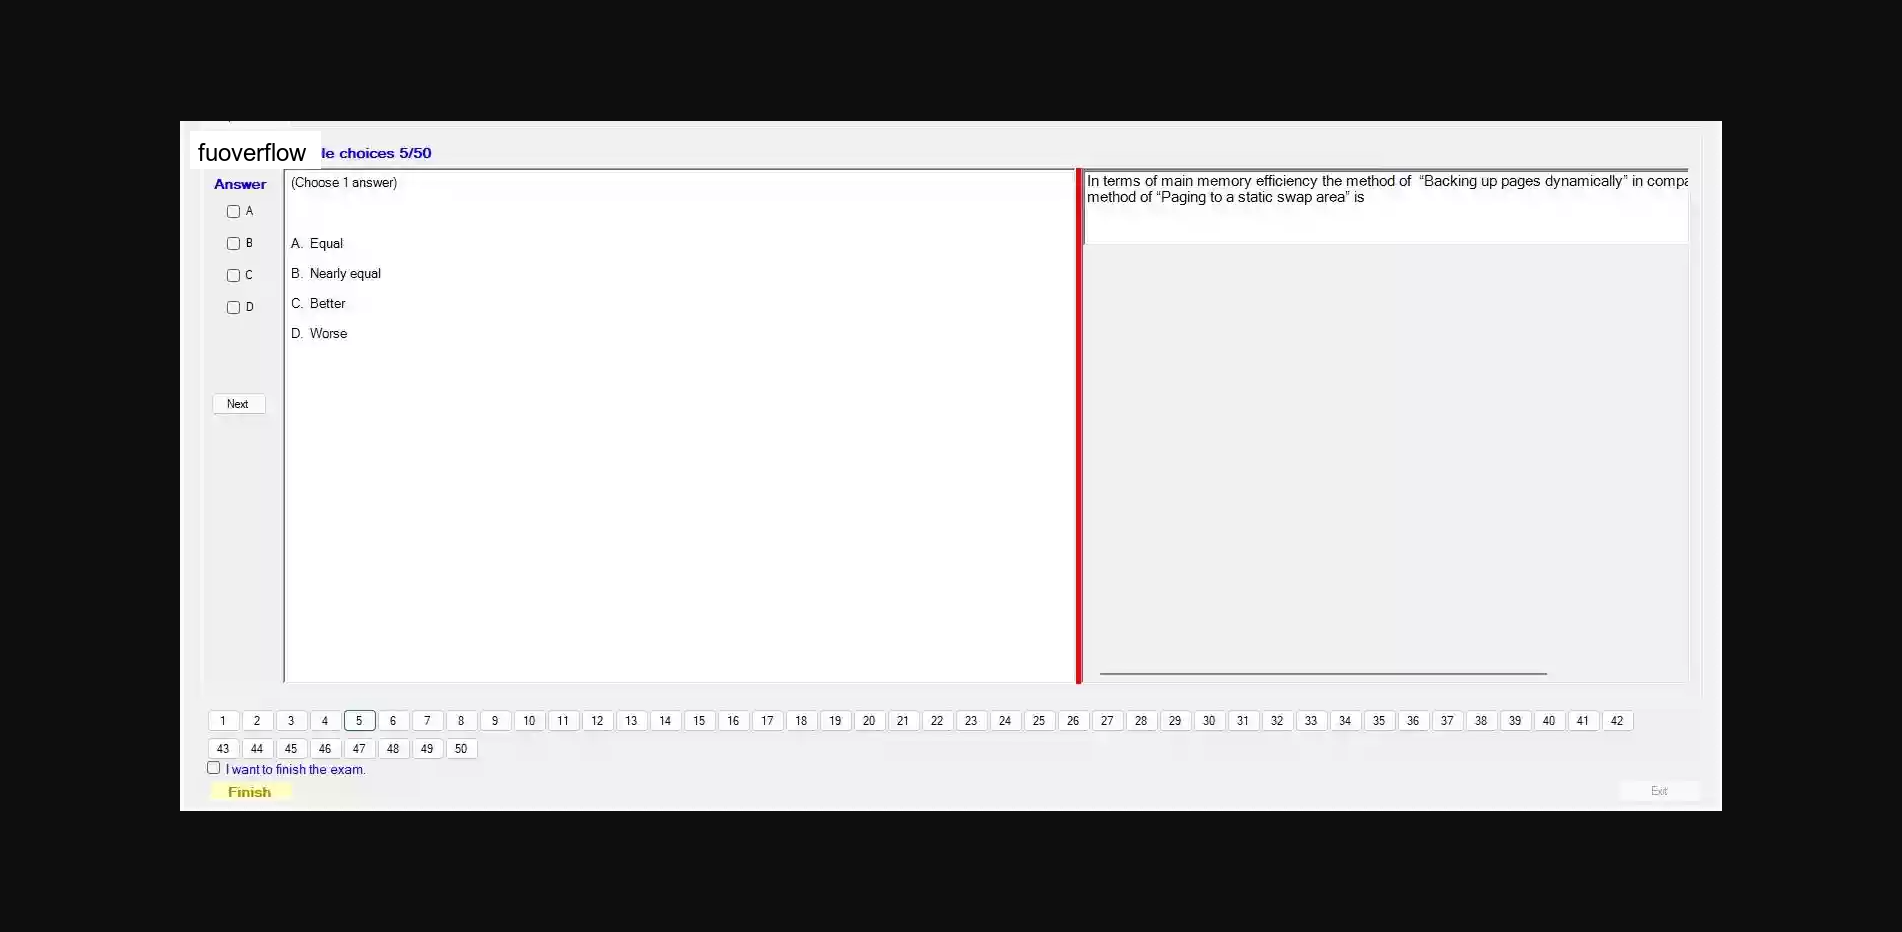 fuoverflow le choices 5/50
Answer
(Choose 1 answer)
A
B
C
D
A. Equal
B. Nearly equal
C. Better
D. Worse
Next
In terms of main memory efficiency the method of “Backing up pages dynamically” in compa
method of “Paging to a static swap area” is
1 2 3 4 5 6 7 8 9 10 11 12 13 14 15 16 17 18 19 20 21 22 23 24 25 26 27 28 29 30 31 32 33 34 35 36 37 38 39 40 41 42
43 44 45 46 47 48 49 50
I want to finish the exam.
Finish
Exit